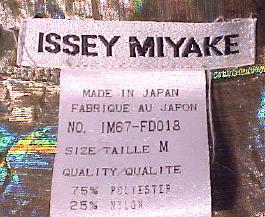 ISSEY MIYAKE
MADE IN JAPAN
FABRIQUE AU JAPON
NO. IM67-FD018
SIZE/TAILLE M
QUALITY/QUALITE
75% POLYESTER
25% NYLON